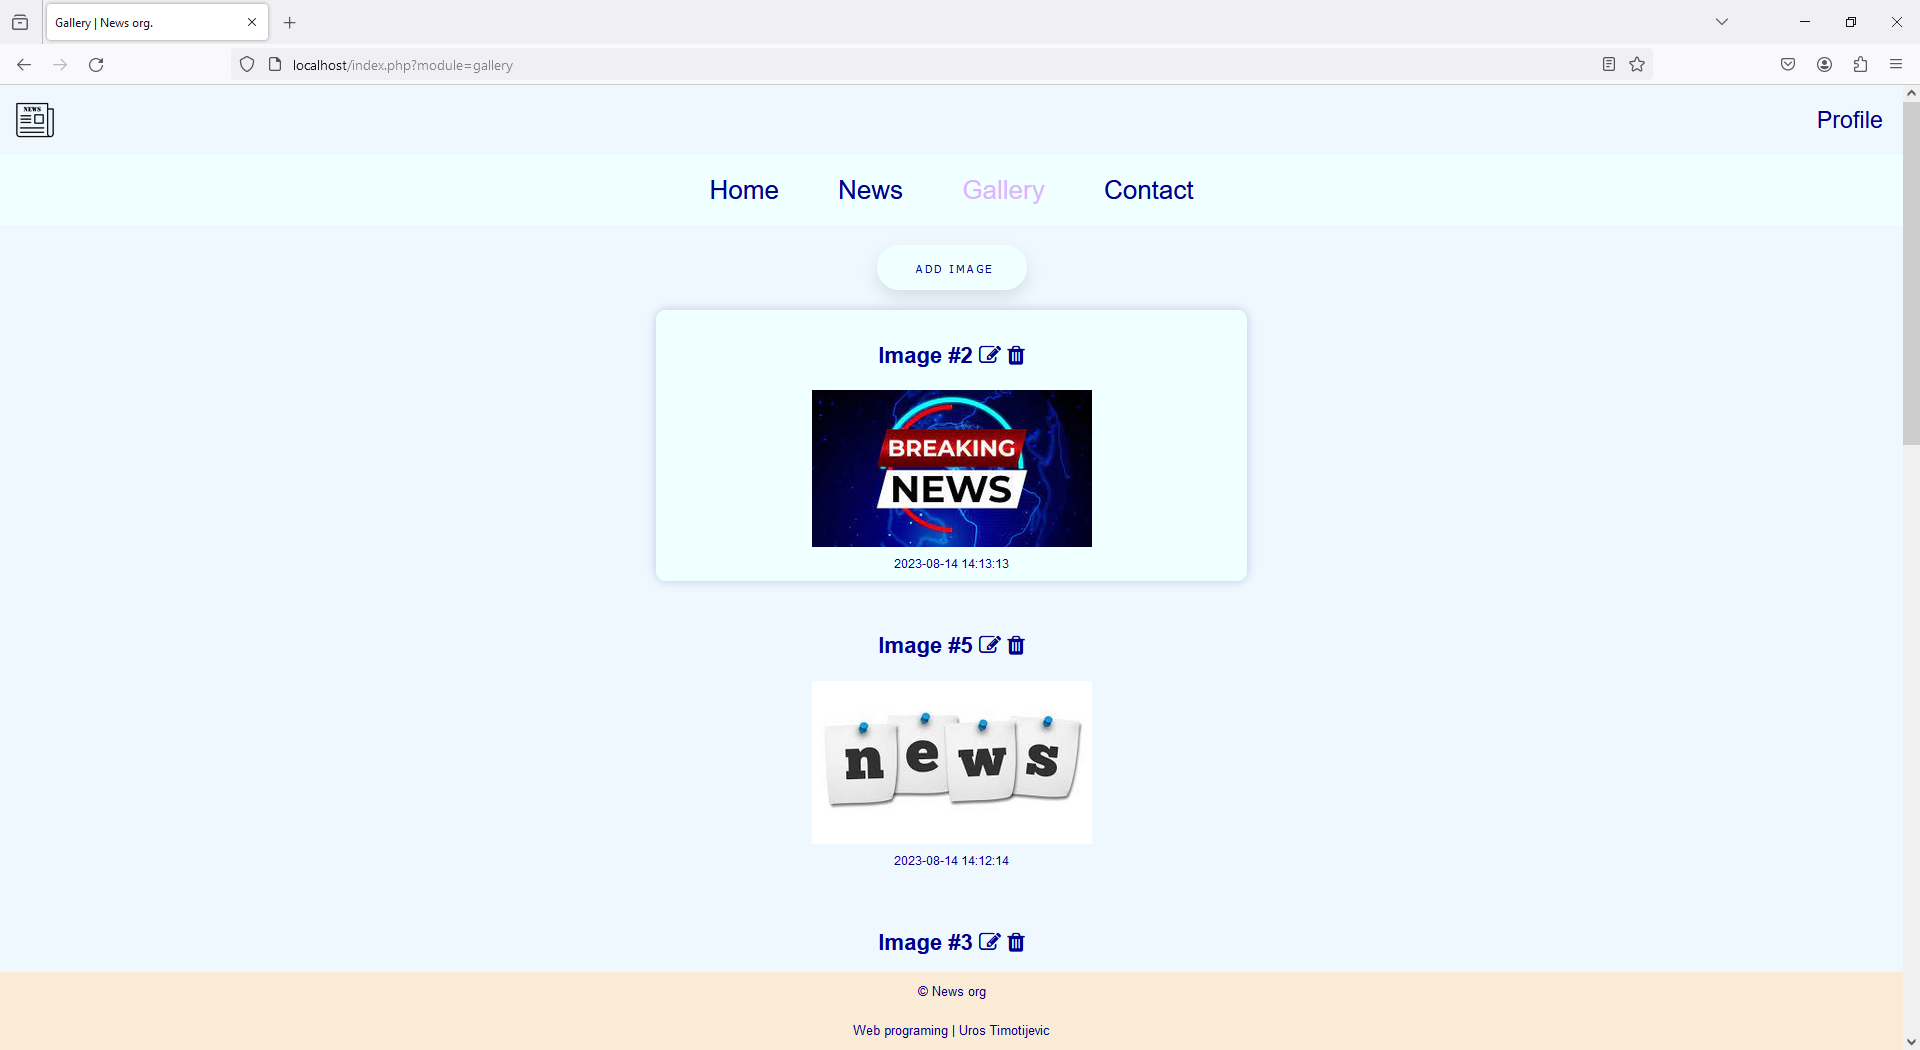 Gallery | News org.
localhost/index.php?module=gallery
NEWS
Profile
Home News Gallery Contact
ADD IMAGE
Image #2
BREAKING
NEWS
2023-08-14 14:13:13
Image #5
news
2023-08-14 14:12:14
Image #3
© News org
Web programing | Uros Timotijevic